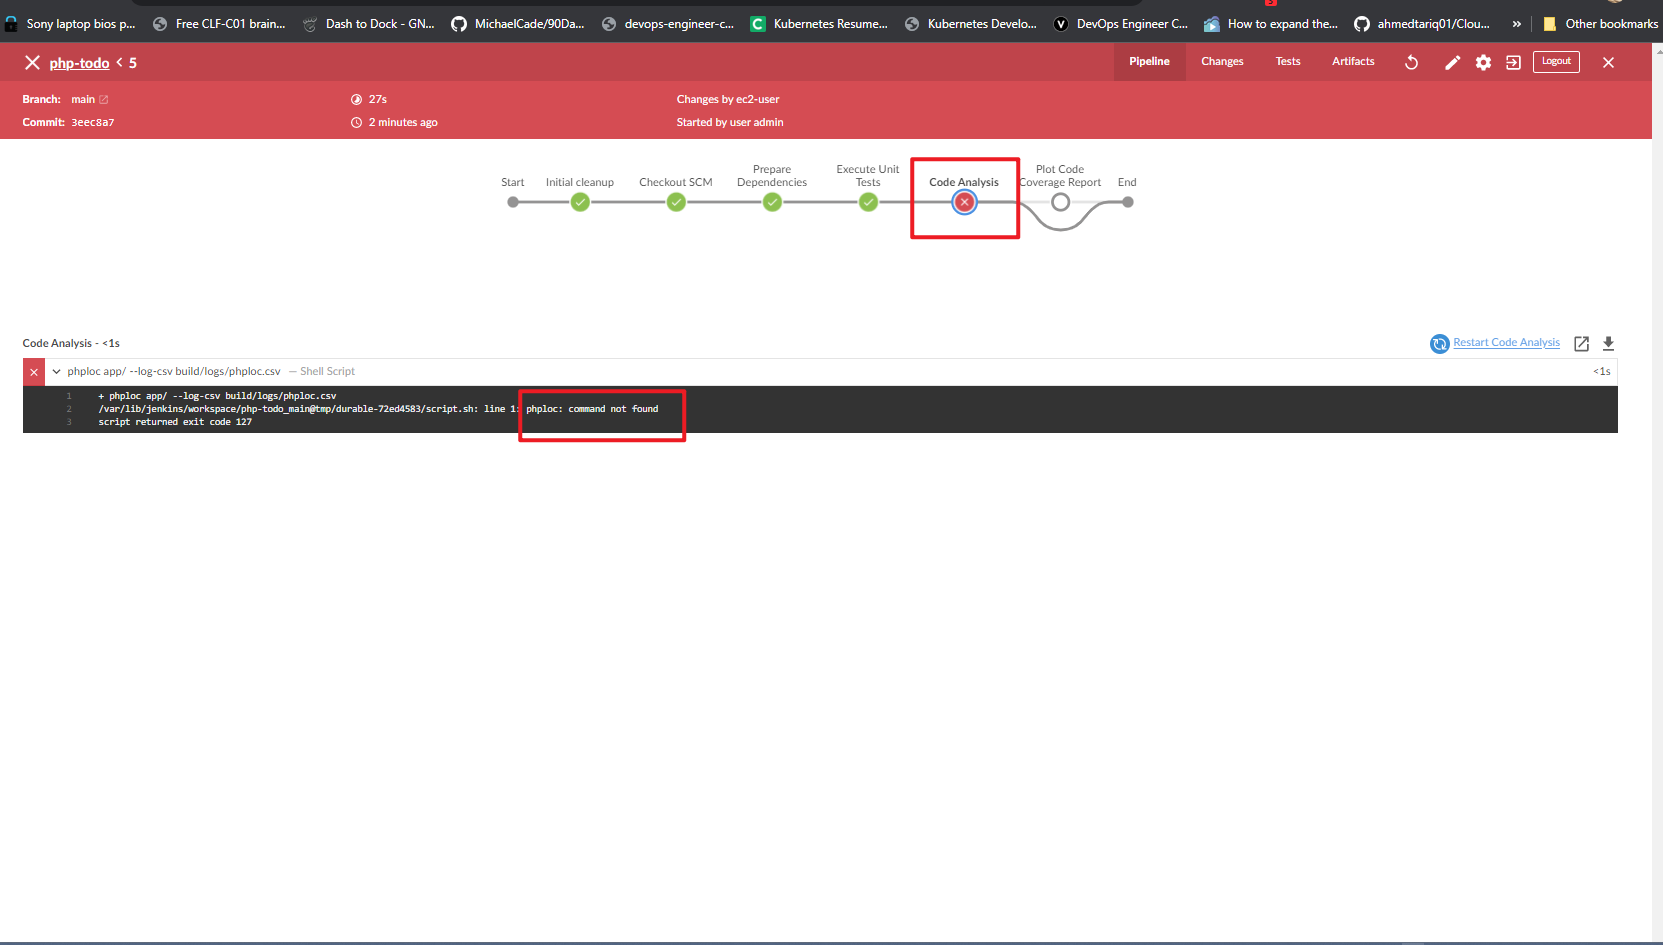 Sony laptop bios p... Free CLF-C01 brain... Dash to Dock - GN... MichaelCade/90Da... devops-engineer-c... Kubernetes Resume... Kubernetes Develo... DevOps Engineer C... How to expand the... ahmedtariq01/Clou... » Other bookmarks
php-todo < 5 Pipeline Changes Tests Artifacts Logout
Branch: main 27s Changes by ec2-user
Commit: 3eec8a7 2 minutes ago Started by user admin
Start Initial cleanup Checkout SCM Prepare Dependencies Execute Unit Tests Code Analysis Plot Code Coverage Report End
Code Analysis - <1s Restart Code Analysis
phploc app/ --log-csv build/logs/phploc.csv — Shell Script <1s
1 + phploc app/ --log-csv build/logs/phploc.csv
2 /var/lib/jenkins/workspace/php-todo_main@tmp/durable-72ed4583/script.sh: line 1: phploc: command not found
3 script returned exit code 127